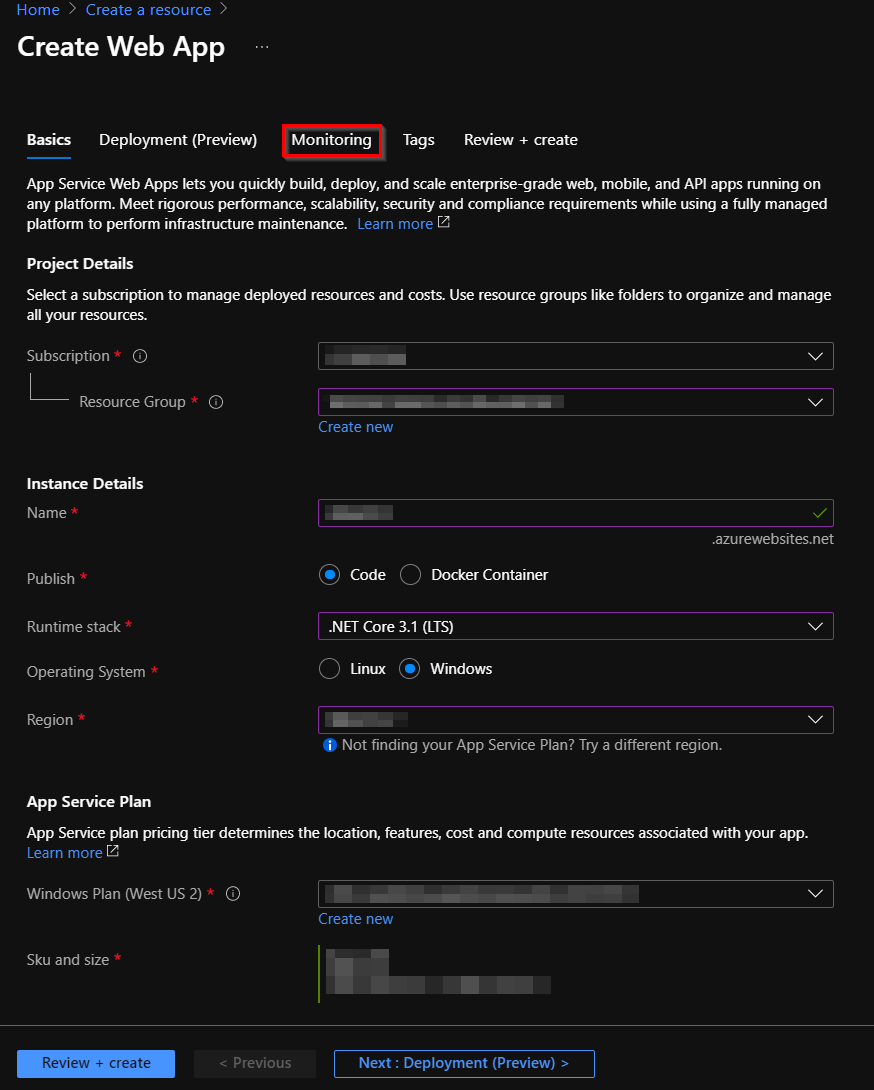 Home > Create a resource >
Create Web App ...
Basics Deployment (Preview) Monitoring Tags Review + create
App Service Web Apps lets you quickly build, deploy, and scale enterprise-grade web, mobile, and API apps running on
any platform. Meet rigorous performance, scalability, security and compliance requirements while using a fully managed
platform to perform infrastructure maintenance. Learn more
Project Details
Select a subscription to manage deployed resources and costs. Use resource groups like folders to organize and manage
all your resources.
Subscription *
Resource Group *
Create new
Instance Details
Name *
.azurewebsites.net
Publish * Code Docker Container
Runtime stack * .NET Core 3.1 (LTS)
Operating System * Linux Windows
Region *
Not finding your App Service Plan? Try a different region.
App Service Plan
App Service plan pricing tier determines the location, features, cost and compute resources associated with your app.
Learn more
Windows Plan (West US 2) *
Create new
Sku and size *
Review + create < Previous Next : Deployment (Preview) >